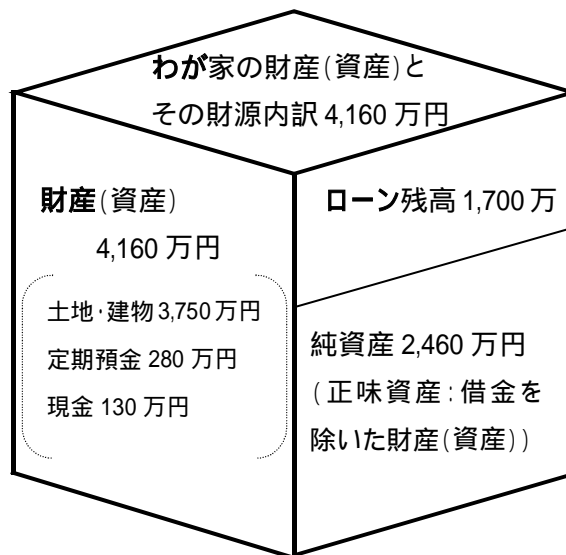 わが家の財産(資産)と
その財源内訳 4,160 万円
財産(資産)
4,160 万円
土地・建物 3,750 万円
定期預金 280 万円
現金 130 万円
ローン残高 1,700 万
純資産 2,460 万円
(正味資産:借金を
除いた財産(資産))